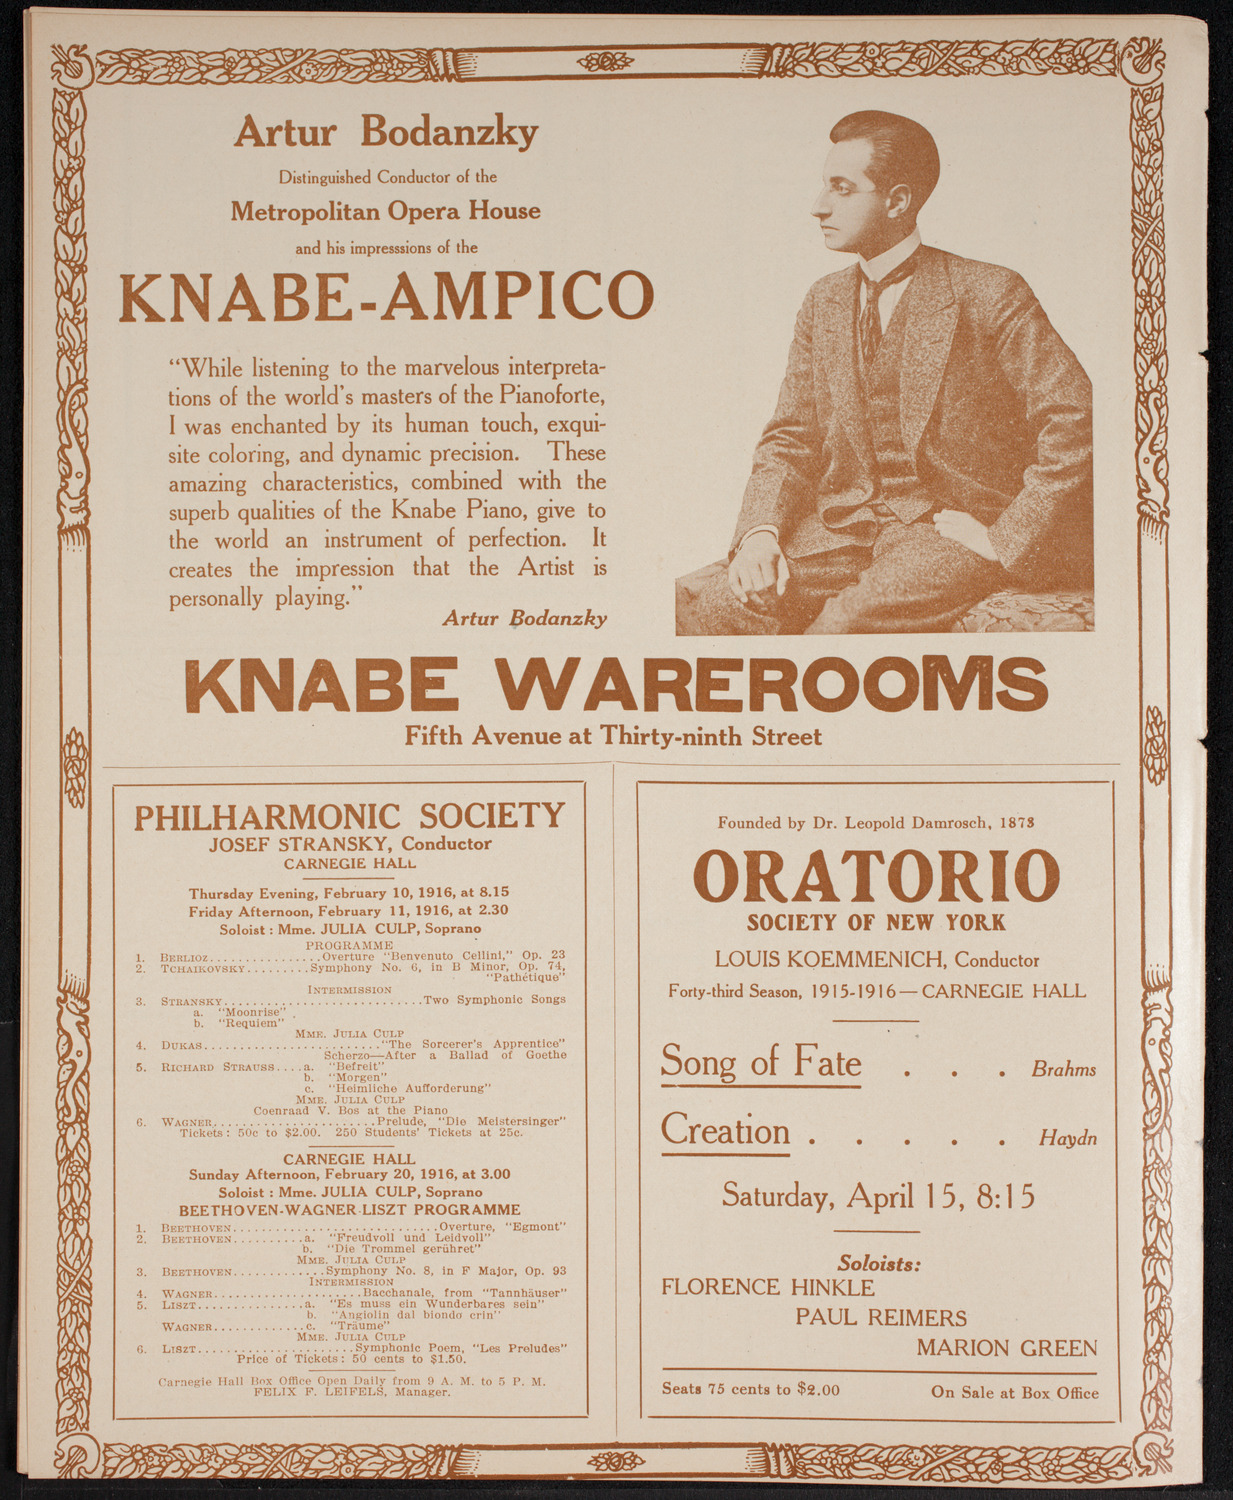 Artur Bodanzky
Distinguished Conductor of the
Metropolitan Opera House
and his impresssions of the
KNABE-AMPICO
“While listening to the marvelous interpreta-
tions of the world’s masters of the Pianoforte,
I was enchanted by its human touch, exqui-
site coloring, and dynamic precision. These
amazing characteristics, combined with the
superb qualities of the Knabe Piano, give to
the world an instrument of perfection. It
creates the impression that the Artist is
personally playing.”
Artur Bodanzky
KNABE WAREROOMS
Fifth Avenue at Thirty-ninth Street
PHILHARMONIC SOCIETY
JOSEF STRANSKY, Conductor
CARNEGIE HALL
Thursday Evening, February 10, 1916, at 8.15
Friday Afternoon, February 11, 1916, at 2.30
Soloist : Mme. JULIA CULP, Soprano
PROGRAMME
1. BERLIOZ................Overture “Benvenuto Cellini,” Op. 23
2. TCHAIKOVSKY.........Symphony No. 6, in B Minor, Op. 74,
“Pathétique”
INTERMISSION
3. STRANSKY............................Two Symphonic Songs
a. “Moonrise”
b. “Requiem”
MME. JULIA CULP
4. DUKAS.........................“The Sorcerer’s Apprentice”
Scherzo—After a Ballad of Goethe
5. RICHARD STRAUSS....a. “Befreit”
b. “Morgen”
c. “Heimliche Aufforderung”
MME. JULIA CULP
Coenraad V. Bos at the Piano
6. WAGNER.......................Prelude, “Die Meistersinger”
Tickets: 50c to $2.00. 250 Students’ Tickets at 25c.
CARNEGIE HALL
Sunday Afternoon, February 20, 1916, at 3.00
Soloist : Mme. JULIA CULP, Soprano
BEETHOVEN-WAGNER-LISZT PROGRAMME
1. BEETHOVEN.............................Overture, “Egmont”
2. BEETHOVEN..........a. “Freudvoll und Leidvoll”
b. “Die Trommel gerühret”
MME. JULIA CULP
3. BEETHOVEN.............Symphony No. 8, in F Major, Op. 93
INTERMISSION
4. WAGNER.....................Bacchanale, from “Tannhäuser”
5. LISZT...............a. “Es muss ein Wunderbares sein”
b. “Angiolin dal biondo crin”
WAGNER.............c. “Träume”
MME. JULIA CULP
6. LISZT......................Symphonic Poem, “Les Preludes”
Price of Tickets: 50 cents to $1.50.
Carnegie Hall Box Office Open Daily from 9 A. M. to 5 P. M.
FELIX F. LEIFELS, Manager.
Founded by Dr. Leopold Damrosch, 1873
ORATORIO
SOCIETY OF NEW YORK
LOUIS KOEMMENICH, Conductor
Forty-third Season, 1915-1916—CARNEGIE HALL
Song of Fate . . . Brahms
Creation . . . . . Haydn
Saturday, April 15, 8:15
Soloists:
FLORENCE HINKLE
PAUL REIMERS
MARION GREEN
Seats 75 cents to $2.00 On Sale at Box Office